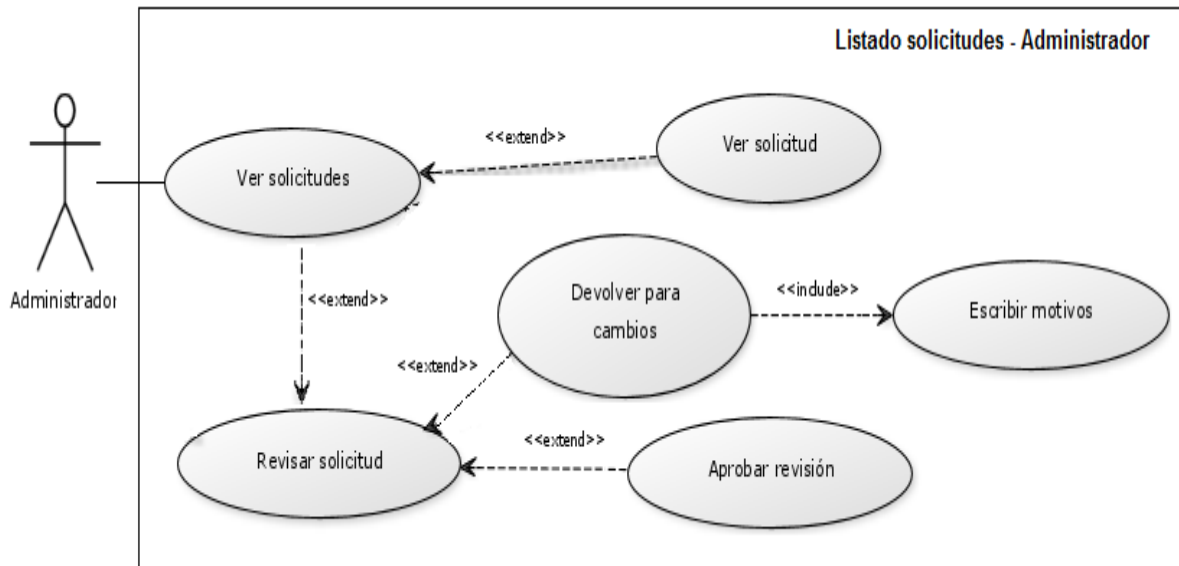 Listado solicitudes - Administrador
<<extend>>
Ver solicitud
Ver solicitudes
Administrador
<<extend>>
Devolver para
cambios
<<include>>
Escribir motivos
<<extend>>
<<extend>>
Revisar solicitud
Aprobar revisión